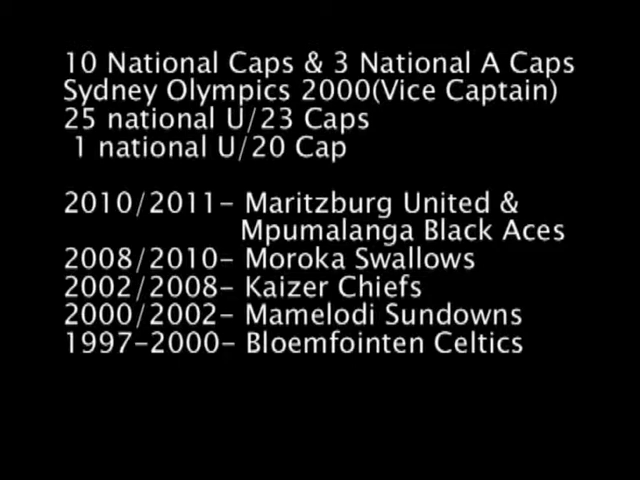 10 National Caps & 3 National A Caps
Sydney Olympics 2000(Vice Captain)
25 national U/23 Caps
1 national U/20 Cap
2010/2011- Maritzburg United &
Mpumalanga Black Aces
2008/2010- Moroka Swallows
2002/2008- Kaizer Chiefs
2000/2002- Mamelodi Sundowns
1997-2000- Bloemfointen Celtics